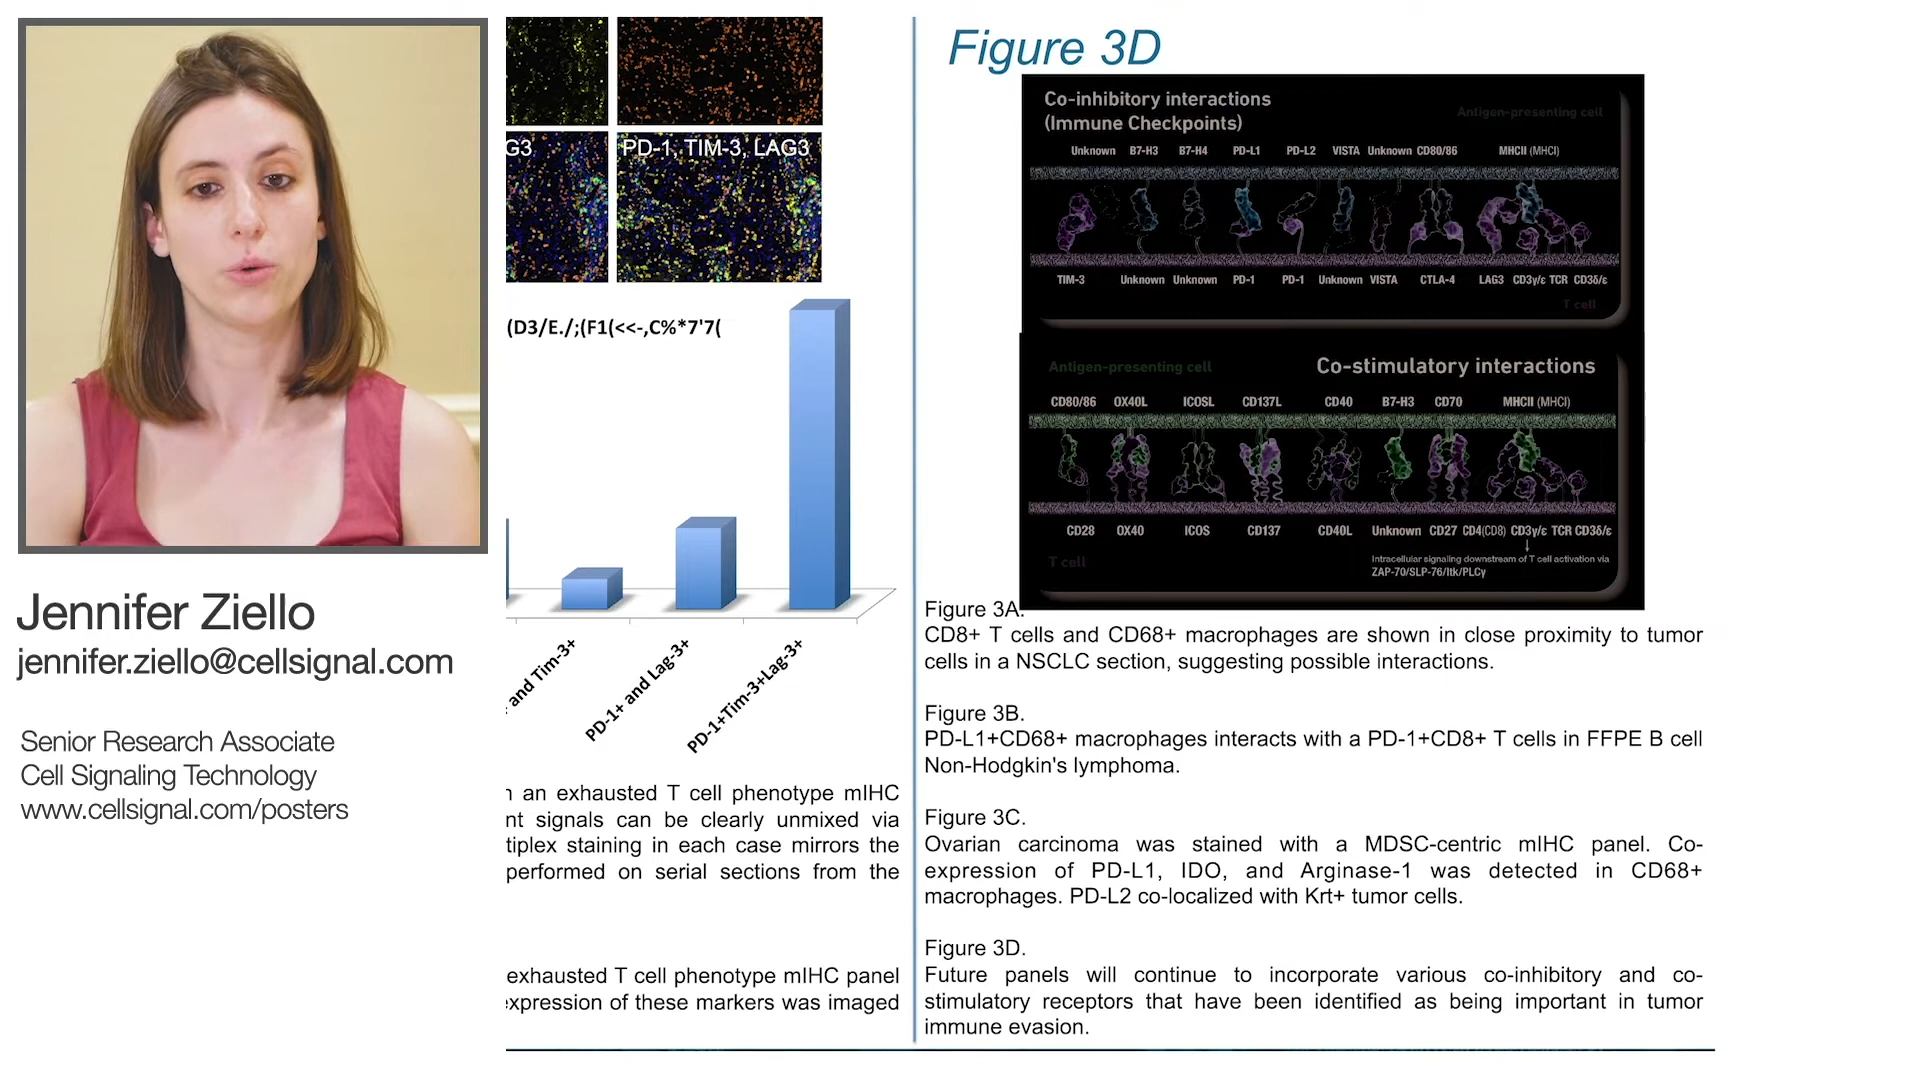 Jennifer Ziello
jennifer.ziello@cellsignal.com
Senior Research Associate
Cell Signaling Technology
www.cellsignal.com/posters
G3
PD-1, TIM-3, LAG3
(D3/E./;(F1(<<-,C%*7'7(
and Tim-3+
PD-1+ and Lag-3+
PD-1+Tim-3+Lag-3+
an exhausted T cell phenotype mIHC
nt signals can be clearly unmixed via
tiplex staining in each case mirrors the
performed on serial sections from the
exhausted T cell phenotype mIHC panel
expression of these markers was imaged
Figure 3D
Co-inhibitory interactions
(Immune Checkpoints)
Antigen-presenting cell
Unknown B7-H3 B7-H4 PD-L1 PD-L2 VISTA Unknown CD80/86 MHCII (MHCI)
TIM-3 Unknown Unknown PD-1 PD-1 Unknown VISTA CTLA-4 LAG3 CD3γ/ε TCR CD3δ/ε
T cell
Antigen-presenting cell
Co-stimulatory interactions
CD80/86 OX40L ICOSL CD137L CD40 B7-H3 CD70 MHCII (MHCI)
CD28 OX40 ICOS CD137 CD40L Unknown CD27 CD4(CD8) CD3γ/ε TCR CD3δ/ε
T cell
Intracellular signaling downstream of T cell activation via
ZAP-70/SLP-76/Itk/PLCγ
Figure 3A.
CD8+ T cells and CD68+ macrophages are shown in close proximity to tumor
cells in a NSCLC section, suggesting possible interactions.
Figure 3B.
PD-L1+CD68+ macrophages interacts with a PD-1+CD8+ T cells in FFPE B cell
Non-Hodgkin's lymphoma.
Figure 3C.
Ovarian carcinoma was stained with a MDSC-centric mIHC panel. Co-
expression of PD-L1, IDO, and Arginase-1 was detected in CD68+
macrophages. PD-L2 co-localized with Krt+ tumor cells.
Figure 3D.
Future panels will continue to incorporate various co-inhibitory and co-
stimulatory receptors that have been identified as being important in tumor
immune evasion.